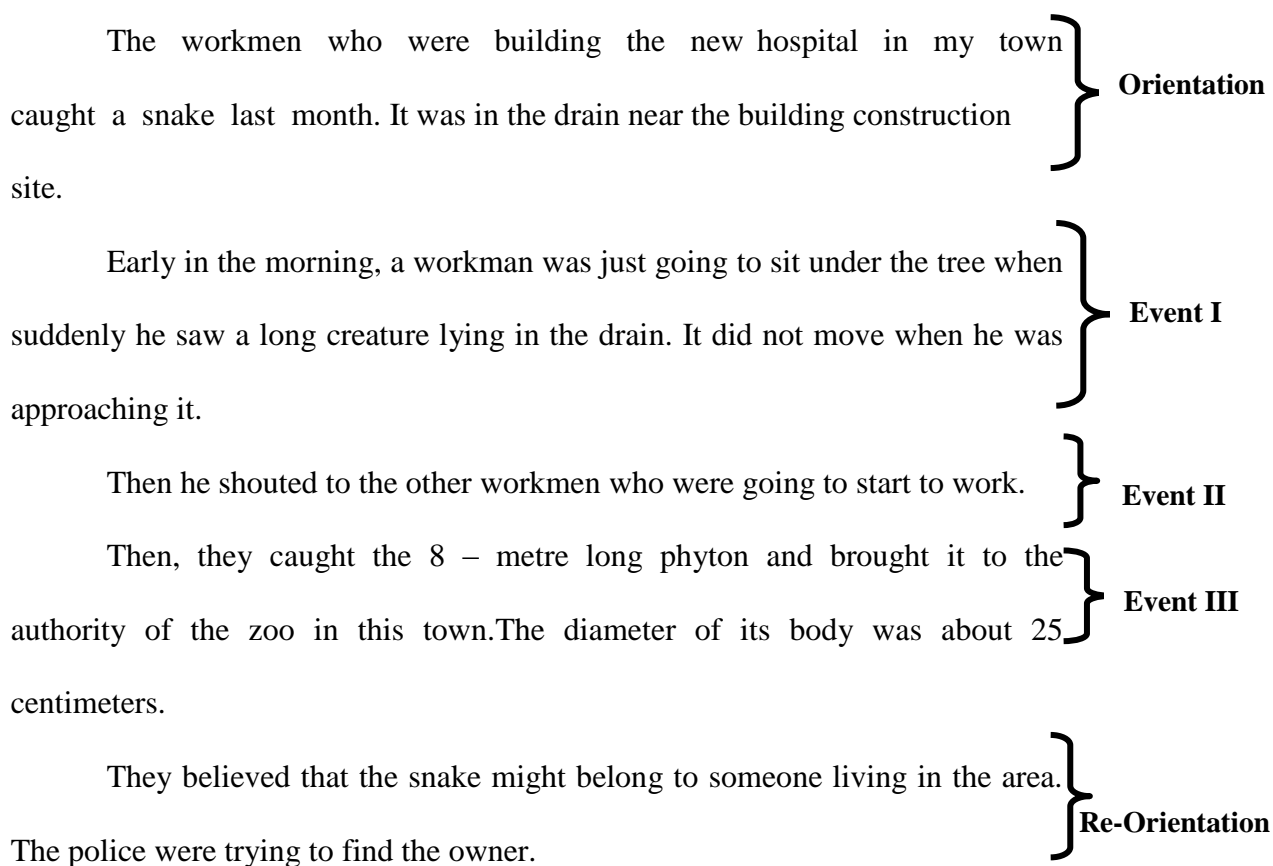 The workmen who were building the new hospital in my town
Orientation
caught a snake last month. It was in the drain near the building construction
site.
Early in the morning, a workman was just going to sit under the tree when
Event I
suddenly he saw a long creature lying in the drain. It did not move when he was
approaching it.
Then he shouted to the other workmen who were going to start to work.
Event II
Then, they caught the 8 – metre long phyton and brought it to the
Event III
authority of the zoo in this town.The diameter of its body was about 25
centimeters.
They believed that the snake might belong to someone living in the area.
Re-Orientation
The police were trying to find the owner.